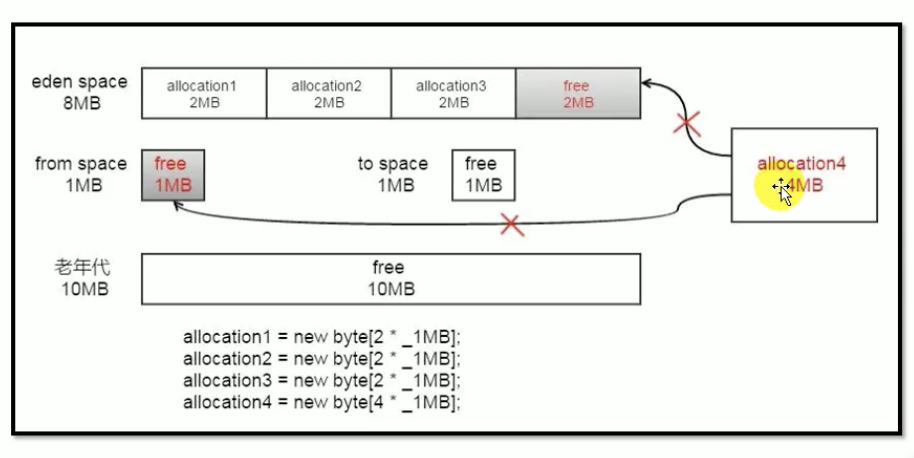 eden space
8MB
allocation1
2MB
allocation2
2MB
allocation3
2MB
free
2MB
from space
1MB
free
1MB
to space
1MB
free
1MB
allocation4
4MB
老年代
10MB
free
10MB
allocation1 = new byte[2 * _1MB];
allocation2 = new byte[2 * _1MB];
allocation3 = new byte[2 * _1MB];
allocation4 = new byte[4 * _1MB];